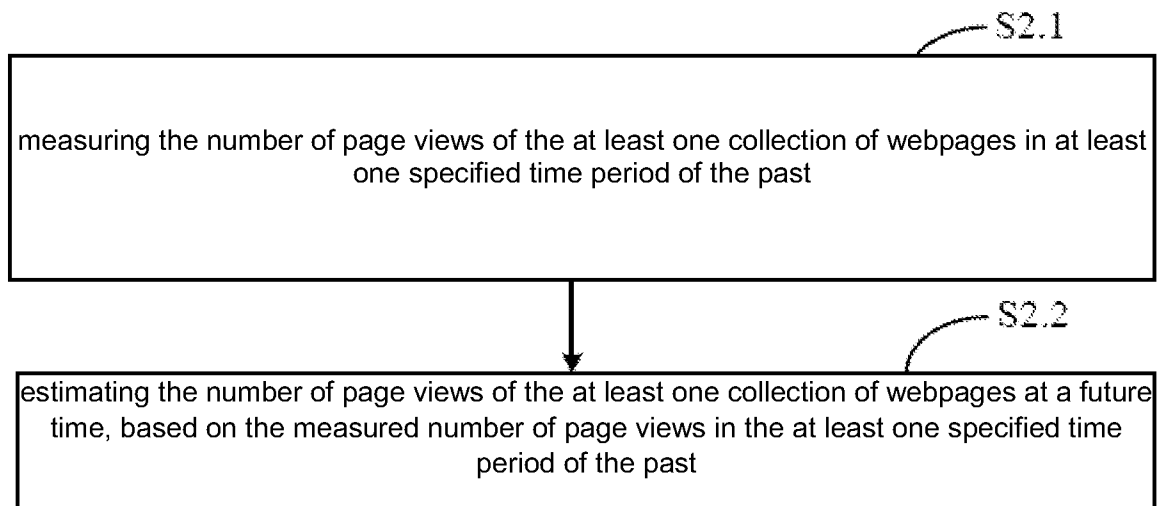 S2.1
measuring the number of page views of the at least one collection of webpages in at least
one specified time period of the past
S2.2
estimating the number of page views of the at least one collection of webpages at a future
time, based on the measured number of page views in the at least one specified time
period of the past